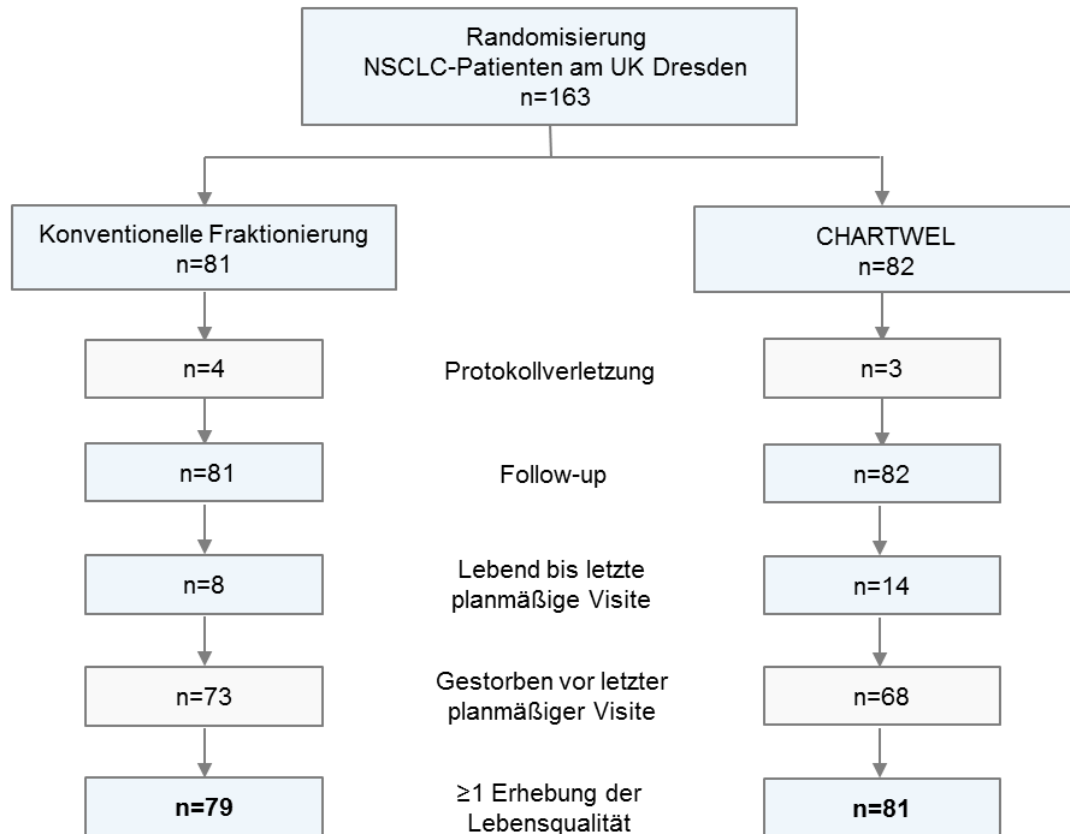 Randomisierung
NSCLC-Patienten am UK Dresden
n=163
Konventionelle Fraktionierung
n=81
CHARTWEL
n=82
n=4
Protokollverletzung
n=3
n=81
Follow-up
n=82
n=8
Lebend bis letzte
planmäßige Visite
n=14
n=73
Gestorben vor letzter
planmäßiger Visite
n=68
n=79
≥1 Erhebung der
Lebensqualität
n=81